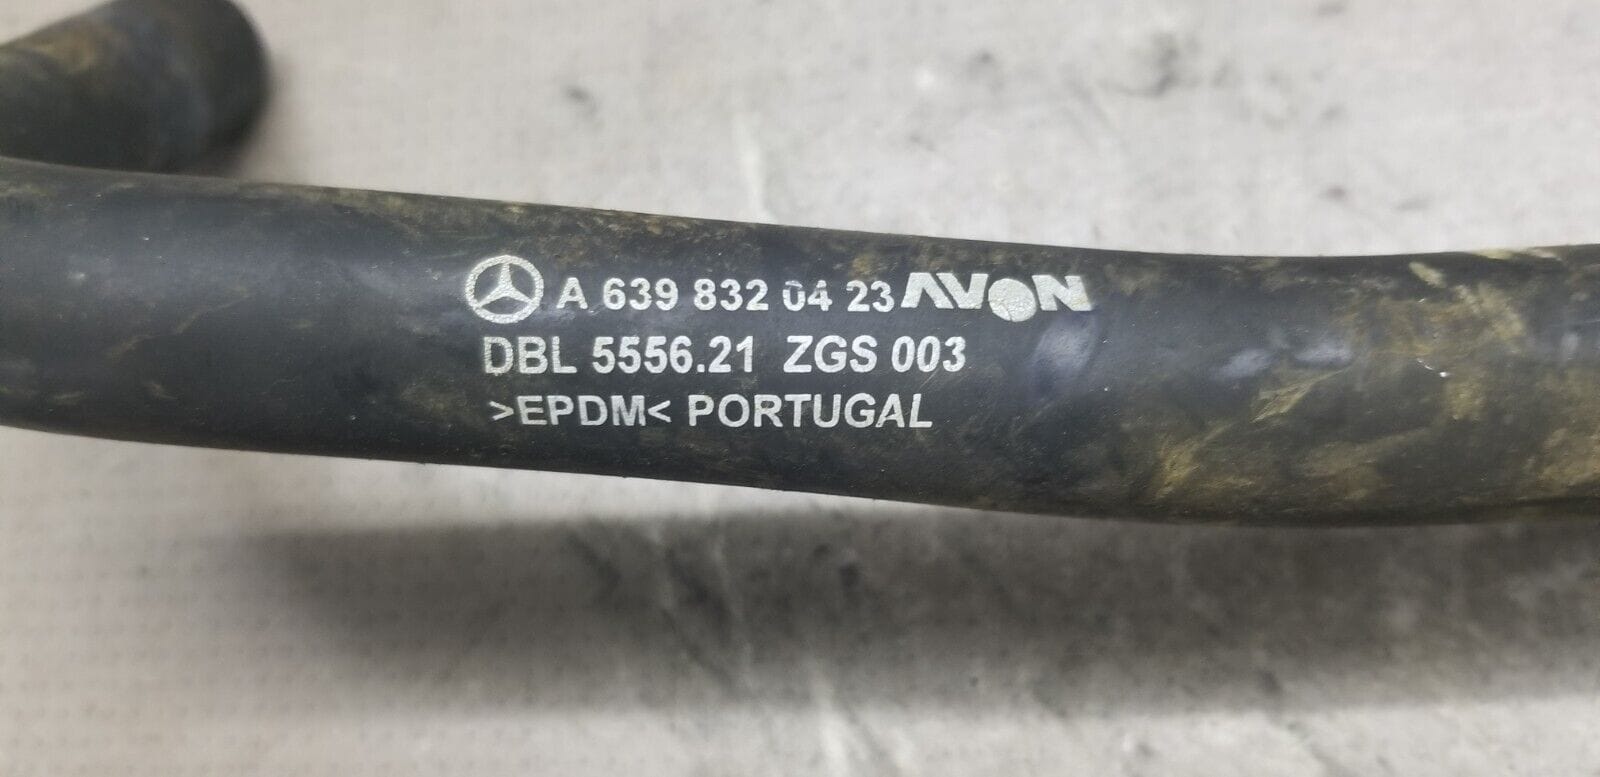 A 639 832 04 23 AVON
DBL 5556.21 ZGS 003
>EPDM< PORTUGAL